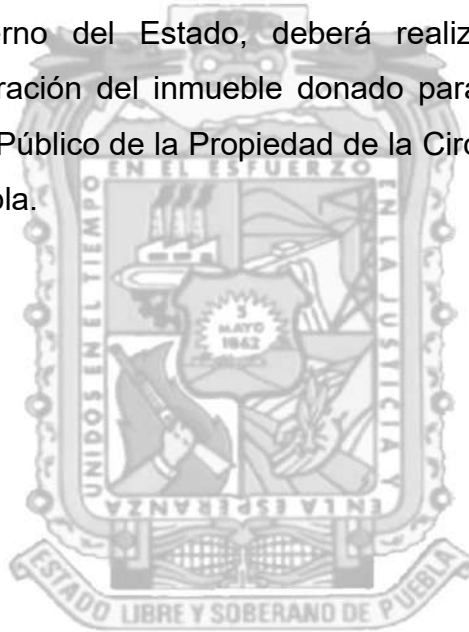 erno del Estado, deberá realiz
ración del inmueble donado para
Público de la Propiedad de la Circ
bla.
EN EL ESFUERZO
EN LA JUSTICIA Y
EN LA ESPERANZA
UNIDOS EN EL TIEMPO
5
MAYO
1862
ESTADO LIBRE Y SOBERANO DE PUEBLA